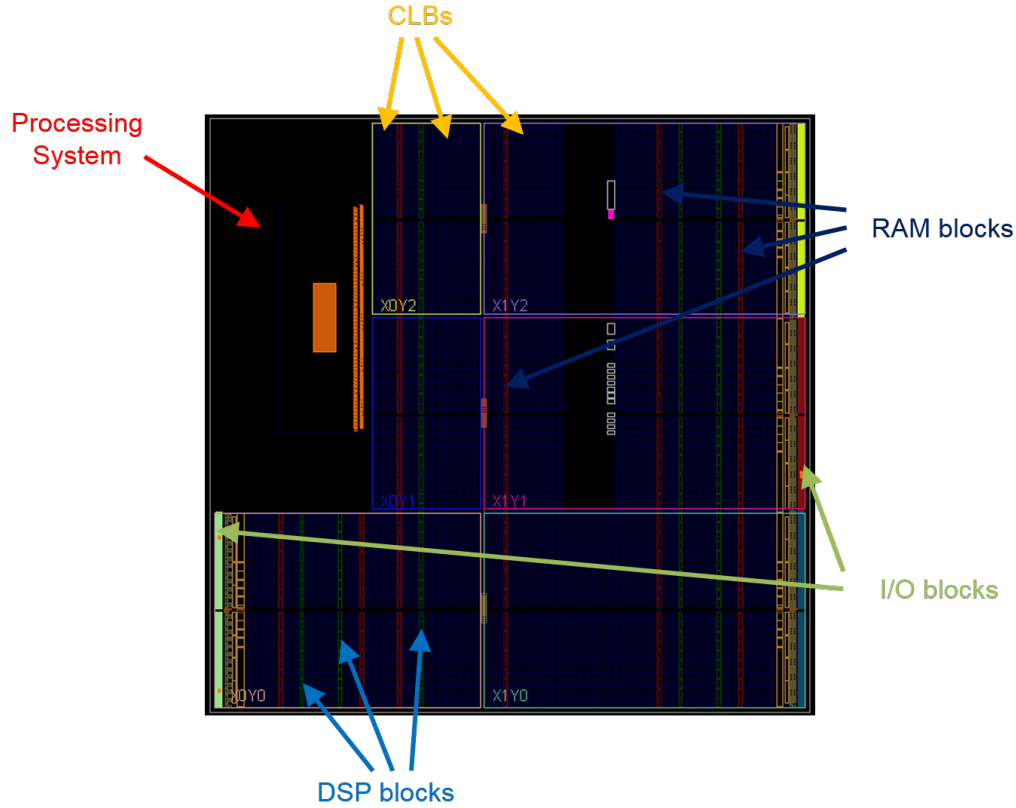 CLBs
Processing
System
RAM blocks
X0Y2
X1Y2
X0Y1
X1Y1
I/O blocks
X0Y0
X1Y0
DSP blocks